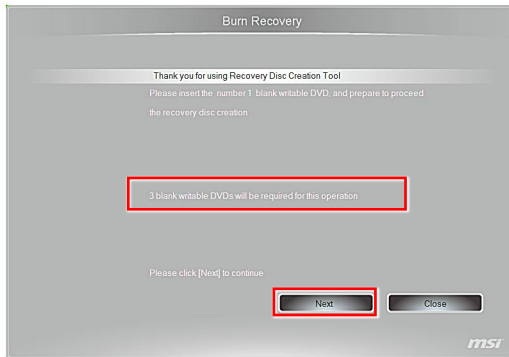 Burn Recovery
Thank you for using Recovery Disc Creation Tool
Please insert the number 1 blank writable DVD, and prepare to proceed
the recovery disc creation
3 blank writable DVDs will be required for this operation
Please click [Next] to continue
Next Close
msi